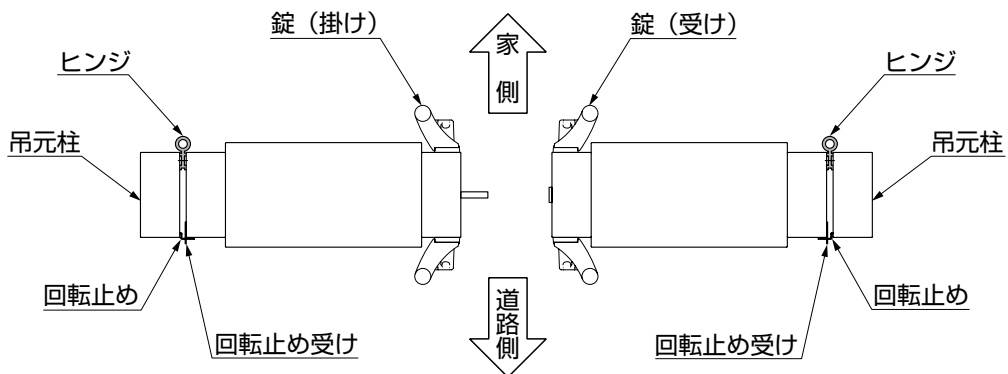 錠（掛け）
家側
錠（受け）
ヒンジ
ヒンジ
吊元柱
吊元柱
回転止め
道路側
回転止め
回転止め受け
回転止め受け